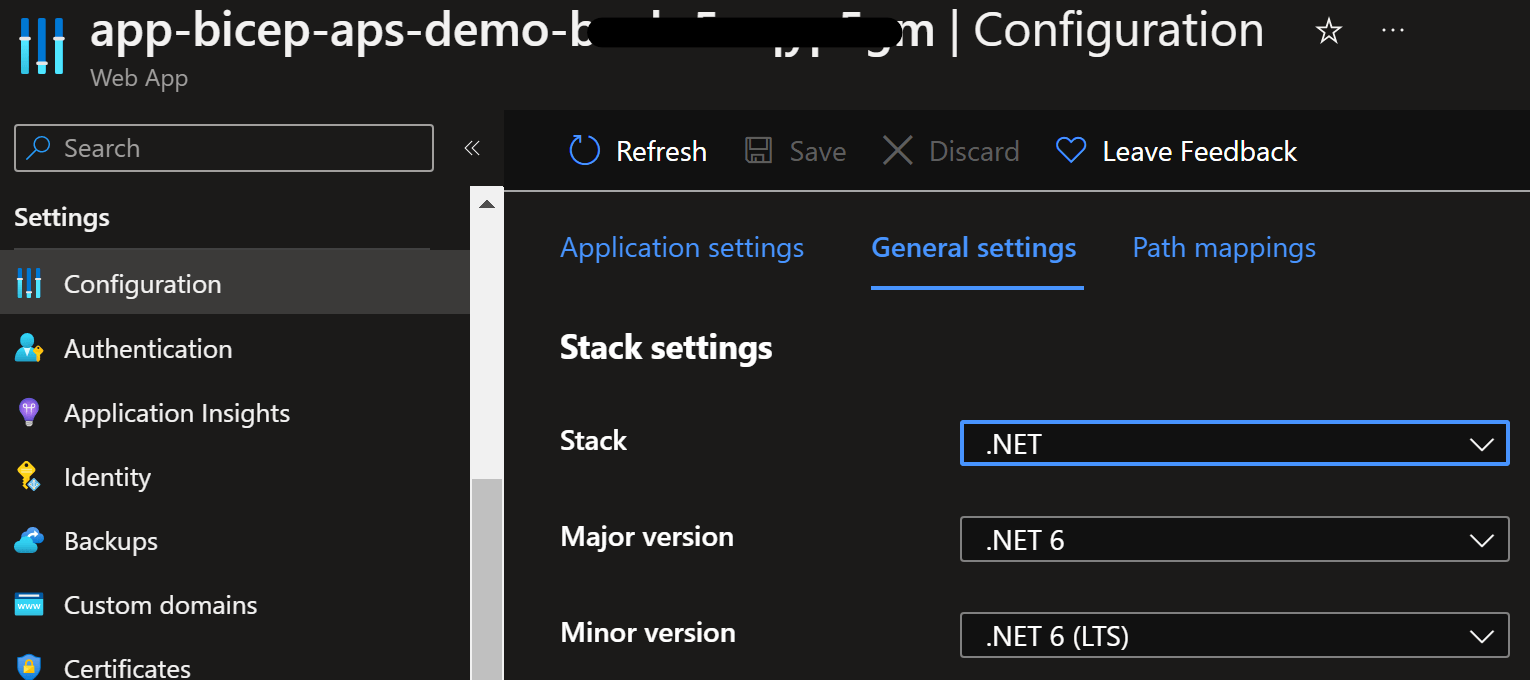 app-bicep-aps-demo- | Configuration
Web App
Search
Refresh Save Discard Leave Feedback
Settings
Configuration
Authentication
Application Insights
Identity
Backups
Custom domains
Certificates
Application settings General settings Path mappings
Stack settings
Stack .NET
Major version .NET 6
Minor version .NET 6 (LTS)